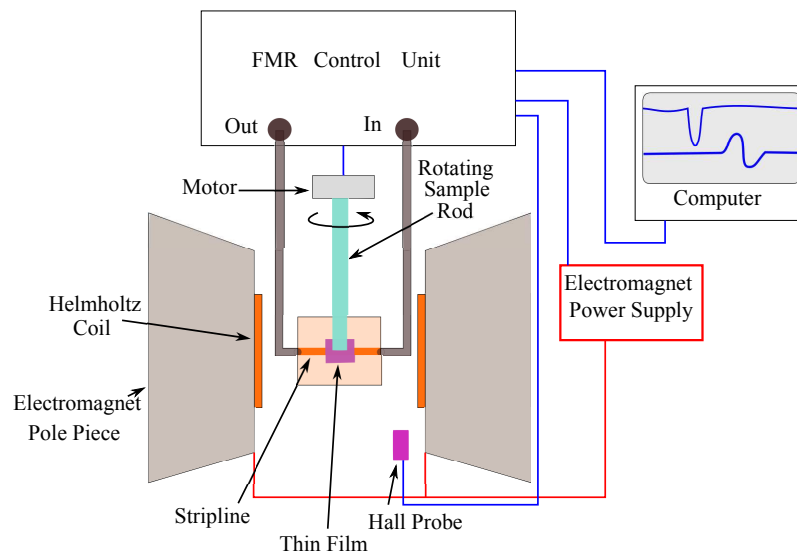 FMR Control Unit
Out
In
Motor
Rotating
Sample
Rod
Computer
Helmholtz
Coil
Electromagnet
Power Supply
Electromagnet
Pole Piece
Stripline
Thin Film
Hall Probe